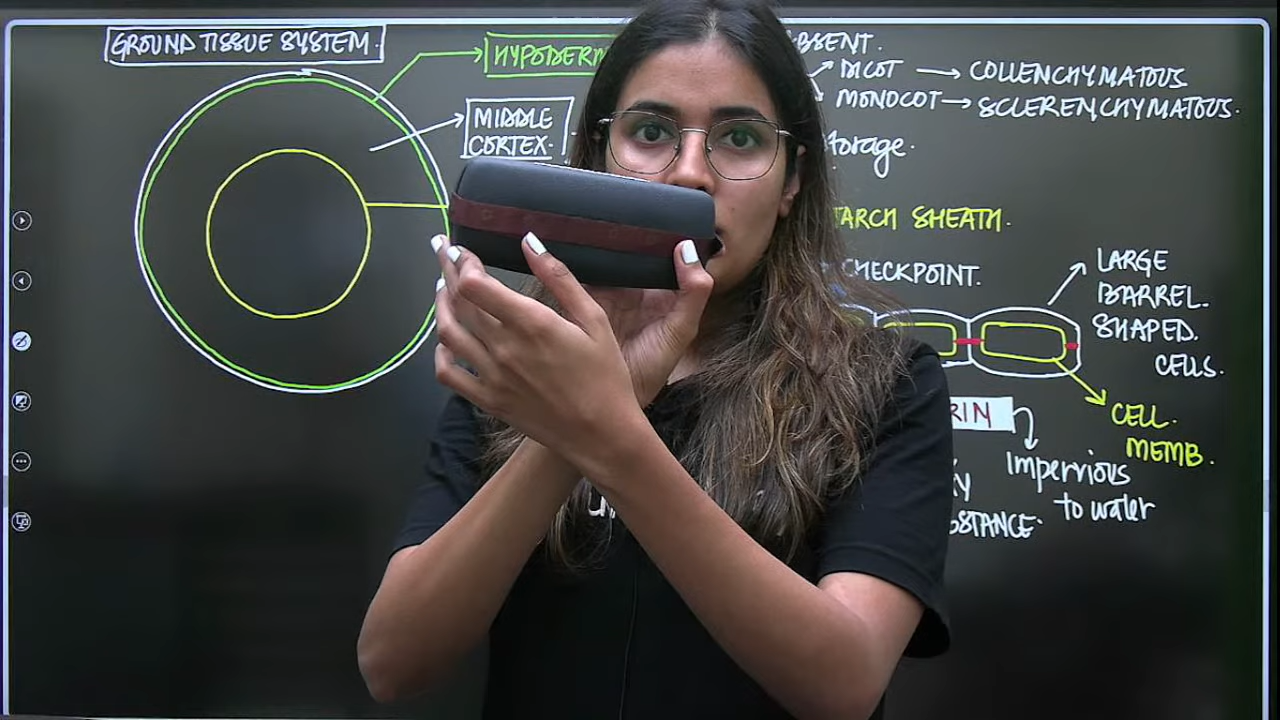 GROUND TISSUE SYSTEM.
HYPODERM
ABSENT.
DICOT → COLLENCHYMATOUS
MONOCOT → SCLERENCHYMATOUS.
MIDDLE
CORTEX.
torage.
TARCH SHEATH.
CHECKPOINT.
LARGE
BARREL.
SHAPED.
CELLS.
RIN
CELL.
MEMB.
Impervious
to water
STANCE.